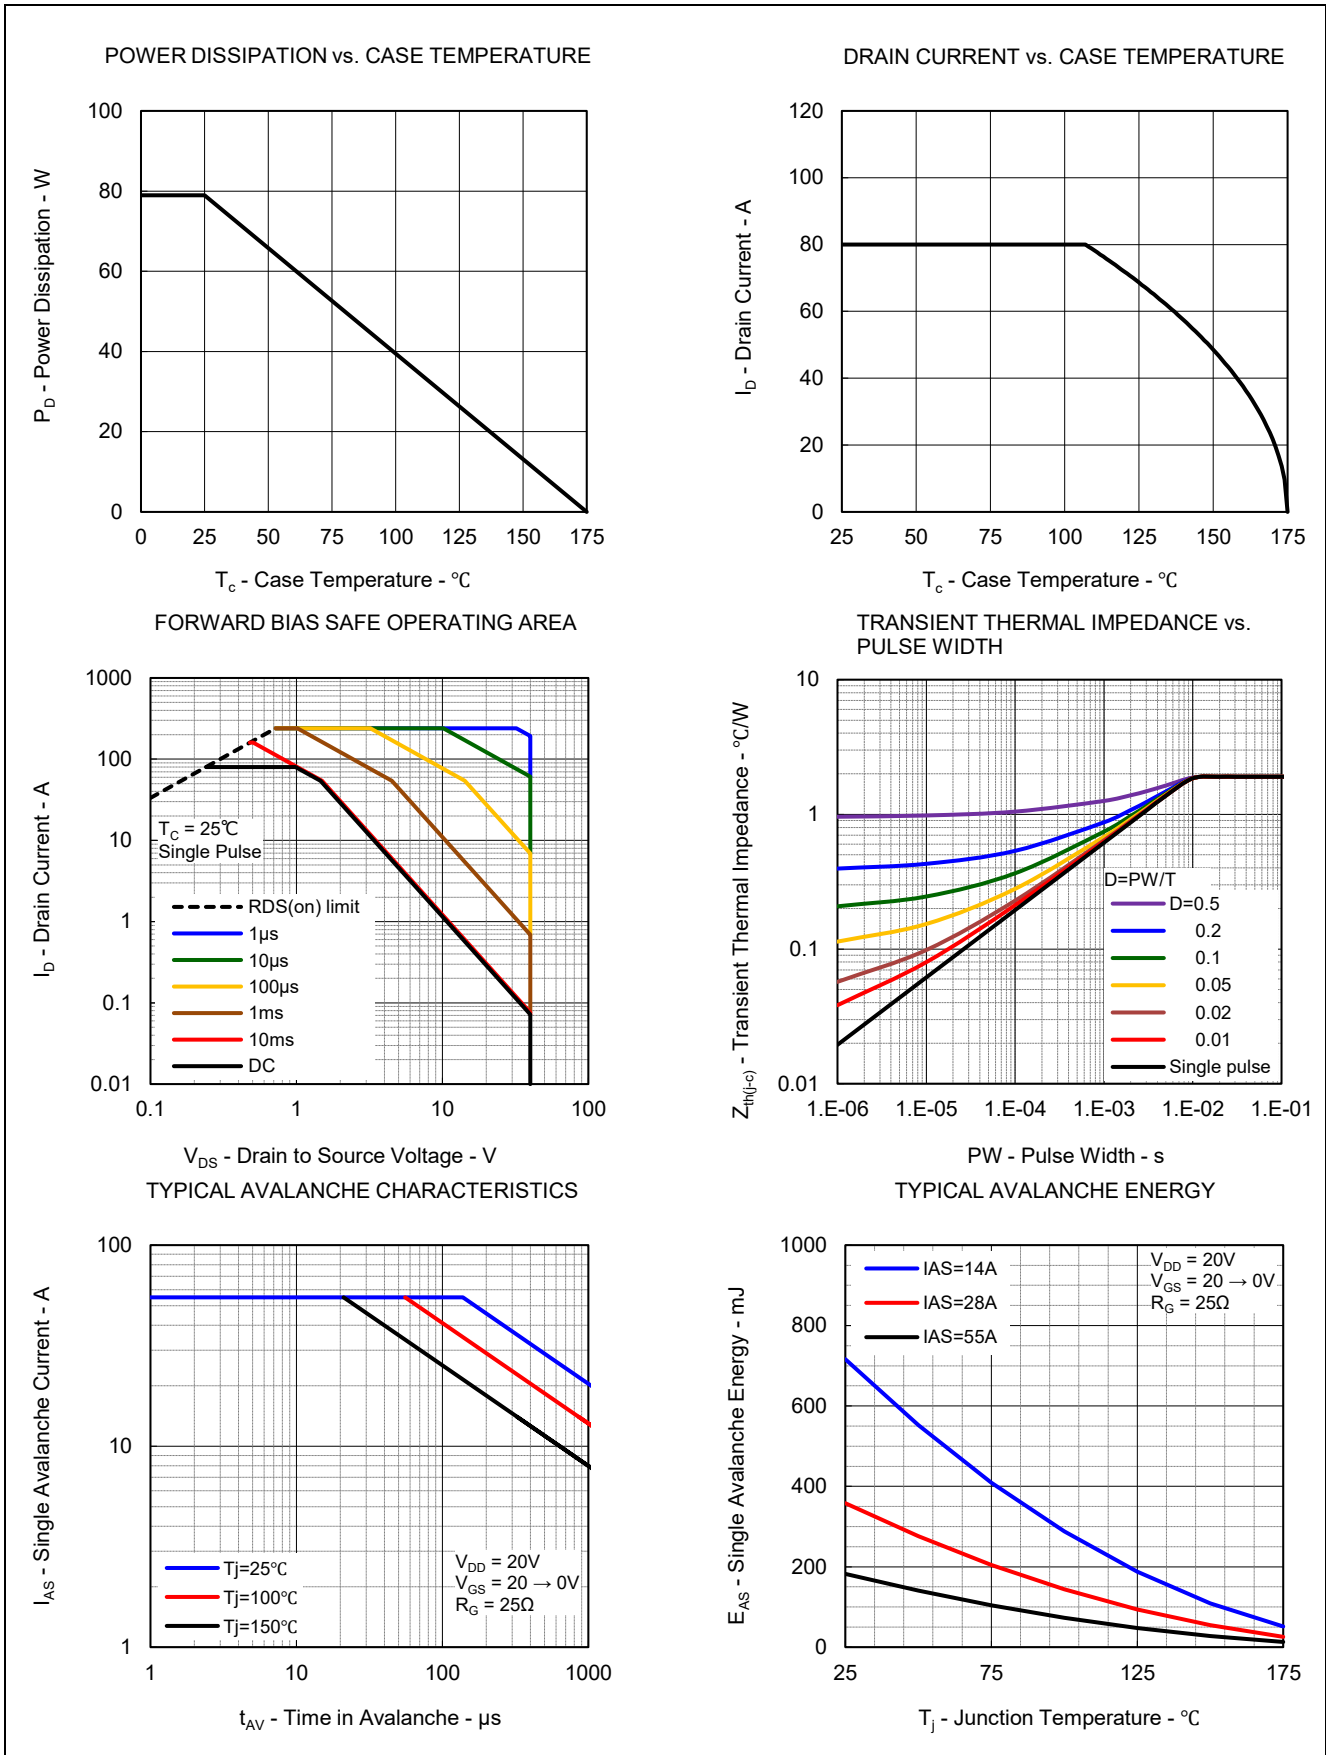 POWER DISSIPATION vs. CASE TEMPERATURE
P_D - Power Dissipation - W
100
80
60
40
20
0
0 25 50 75 100 125 150 175
T_c - Case Temperature - ℃
DRAIN CURRENT vs. CASE TEMPERATURE
I_D - Drain Current - A
120
100
80
60
40
20
0
25 50 75 100 125 150 175
T_c - Case Temperature - ℃
FORWARD BIAS SAFE OPERATING AREA
I_D - Drain Current - A
1000
100
10
1
0.1
0.01
T_C = 25℃
Single Pulse
RDS(on) limit
1μs
10μs
100μs
1ms
10ms
DC
0.1 1 10 100
V_DS - Drain to Source Voltage - V
TRANSIENT THERMAL IMPEDANCE vs.
PULSE WIDTH
Z_th(j-c) - Transient Thermal Impedance - ℃/W
10
1
0.1
0.01
D=PW/T
D=0.5
0.2
0.1
0.05
0.02
0.01
Single pulse
1.E-06 1.E-05 1.E-04 1.E-03 1.E-02 1.E-01
PW - Pulse Width - s
TYPICAL AVALANCHE CHARACTERISTICS
I_AS - Single Avalanche Current - A
100
10
1
Tj=25℃
Tj=100℃
Tj=150℃
V_DD = 20V
V_GS = 20 → 0V
R_G = 25Ω
1 10 100 1000
t_AV - Time in Avalanche - μs
TYPICAL AVALANCHE ENERGY
E_AS - Single Avalanche Energy - mJ
1000
800
600
400
200
0
IAS=14A
IAS=28A
IAS=55A
V_DD = 20V
V_GS = 20 → 0V
R_G = 25Ω
25 75 125 175
T_j - Junction Temperature - ℃